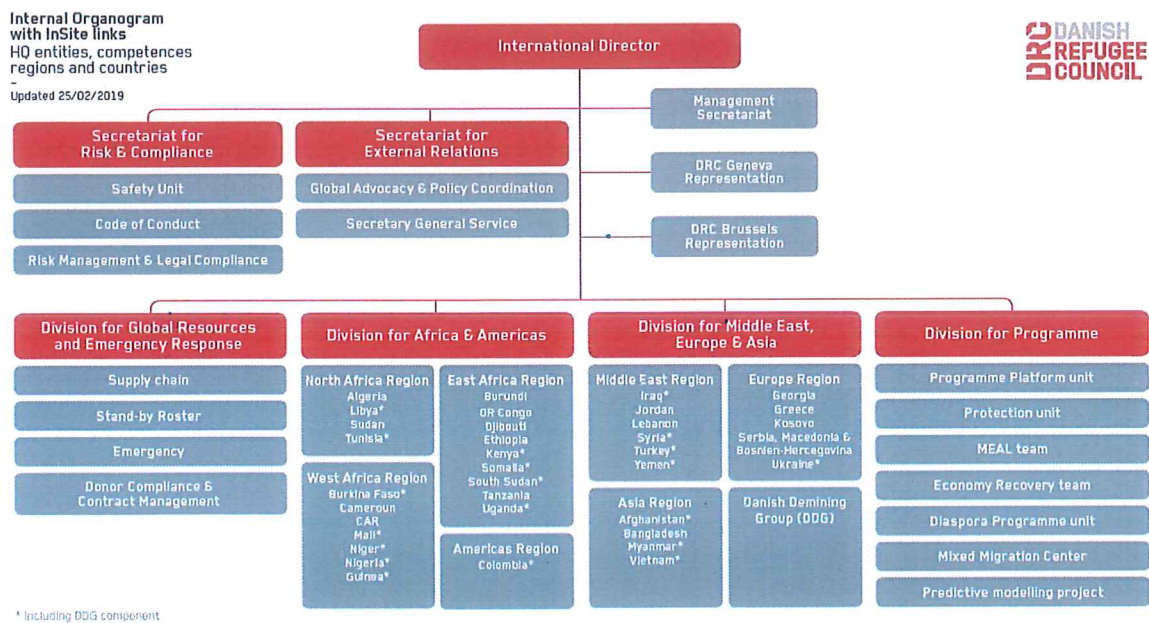 Internal Organogram
with InSite links
HQ entities, competences
regions and countries
-
Updated 25/02/2019
DRC DANISH
REFUGEE
COUNCIL
International Director
Management
Secretariat
DRC Geneva
Representation
DRC Brussels
Representation
Secretariat for
Risk & Compliance
Safety Unit
Code of Conduct
Risk Management & Legal Compliance
Secretariat for
External Relations
Global Advocacy & Policy Coordination
Secretary General Service
Division for Global Resources
and Emergency Response
Supply chain
Stand-by Roster
Emergency
Donor Compliance &
Contract Management
Division for Africa & Americas
North Africa Region
Algeria
Libya*
Sudan
Tunisia*
West Africa Region
Burkina Faso*
Cameroun
CAR
Mali*
Niger*
Nigeria*
Guinea*
East Africa Region
Burundi
DR Congo
Djibouti
Ethiopia
Kenya*
Somalia*
South Sudan*
Tanzania
Uganda*
Americas Region
Colombia*
Division for Middle East,
Europe & Asia
Middle East Region
Iraq*
Jordan
Lebanon
Syria*
Turkey*
Yemen*
Asia Region
Afghanistan*
Bangladesh
Myanmar*
Vietnam*
Europe Region
Georgia
Greece
Kosovo
Serbia, Macedonia &
Bosnien-Hercegovina
Ukraine*
Danish Demining
Group (DDG)
Division for Programme
Programme Platform unit
Protection unit
MEAL team
Economy Recovery team
Diaspora Programme unit
Mixed Migration Center
Predictive modelling project
* Including DDG component